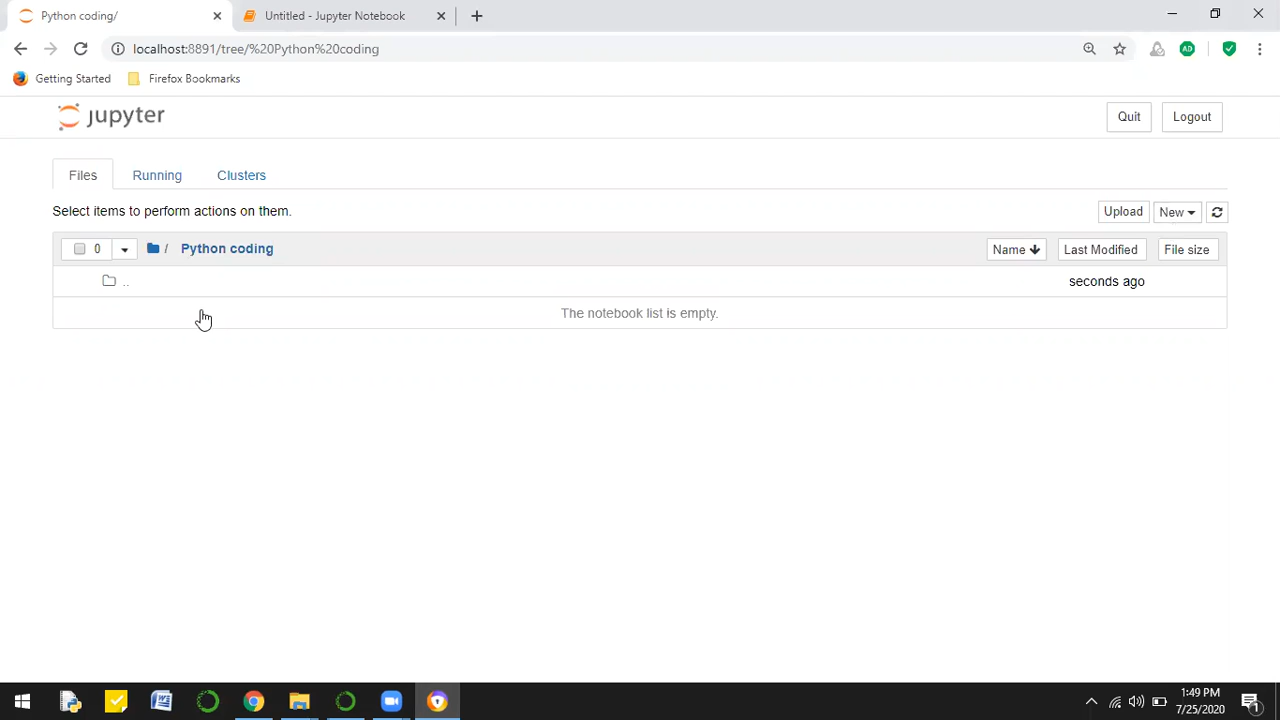 Python coding/
Untitled - Jupyter Notebook
localhost:8891/tree/%20Python%20coding
AD
Getting Started
Firefox Bookmarks
jupyter
Quit
Logout
Files
Running
Clusters
Select items to perform actions on them.
Upload
New
0
/
Python coding
Name
Last Modified
File size
..
seconds ago
The notebook list is empty.
1:49 PM
7/25/2020
1